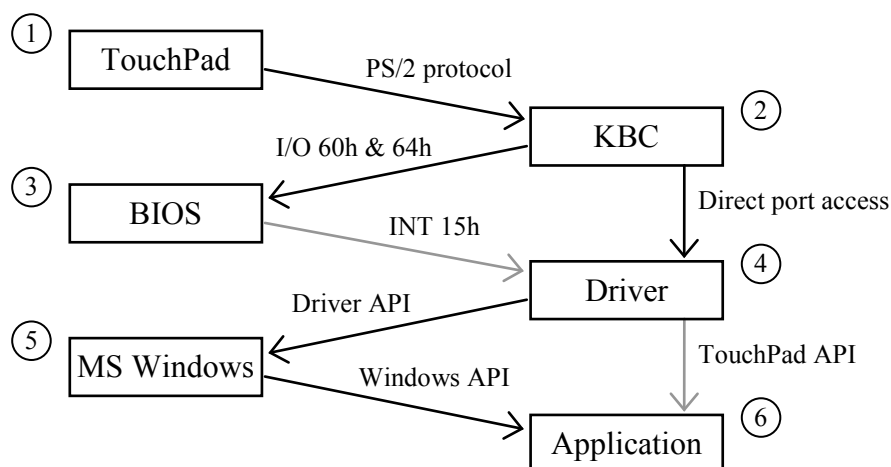 1
TouchPad
PS/2 protocol
2
KBC
I/O 60h & 64h
3
BIOS
Direct port access
INT 15h
4
Driver
Driver API
5
MS Windows
TouchPad API
Windows API
6
Application